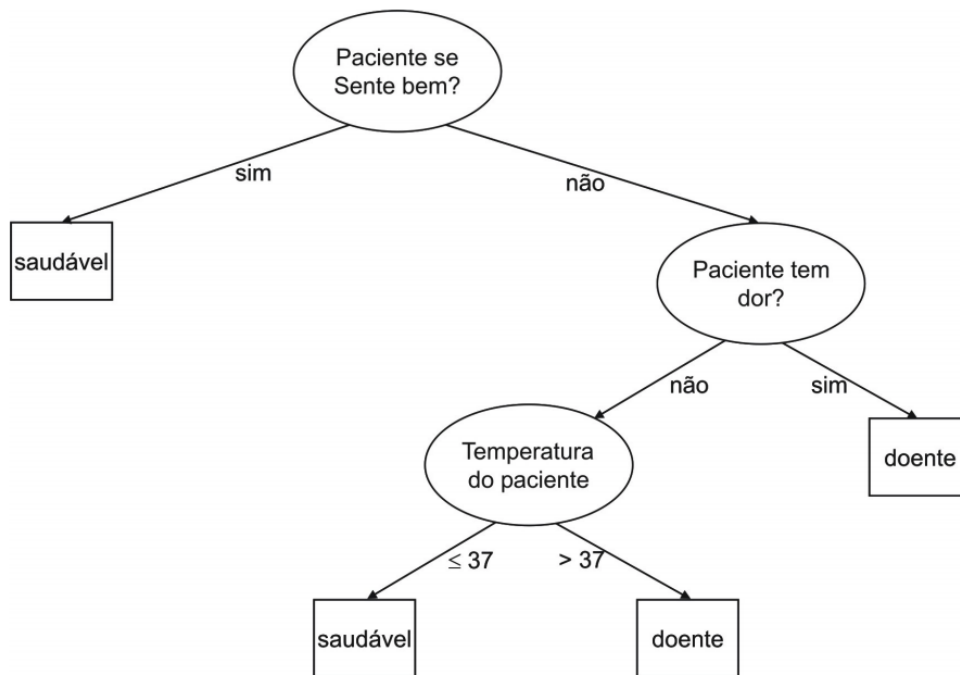 Paciente se
Sente bem?
sim
não
saudável
Paciente tem
dor?
não
sim
Temperatura
do paciente
doente
≤ 37
> 37
saudável
doente